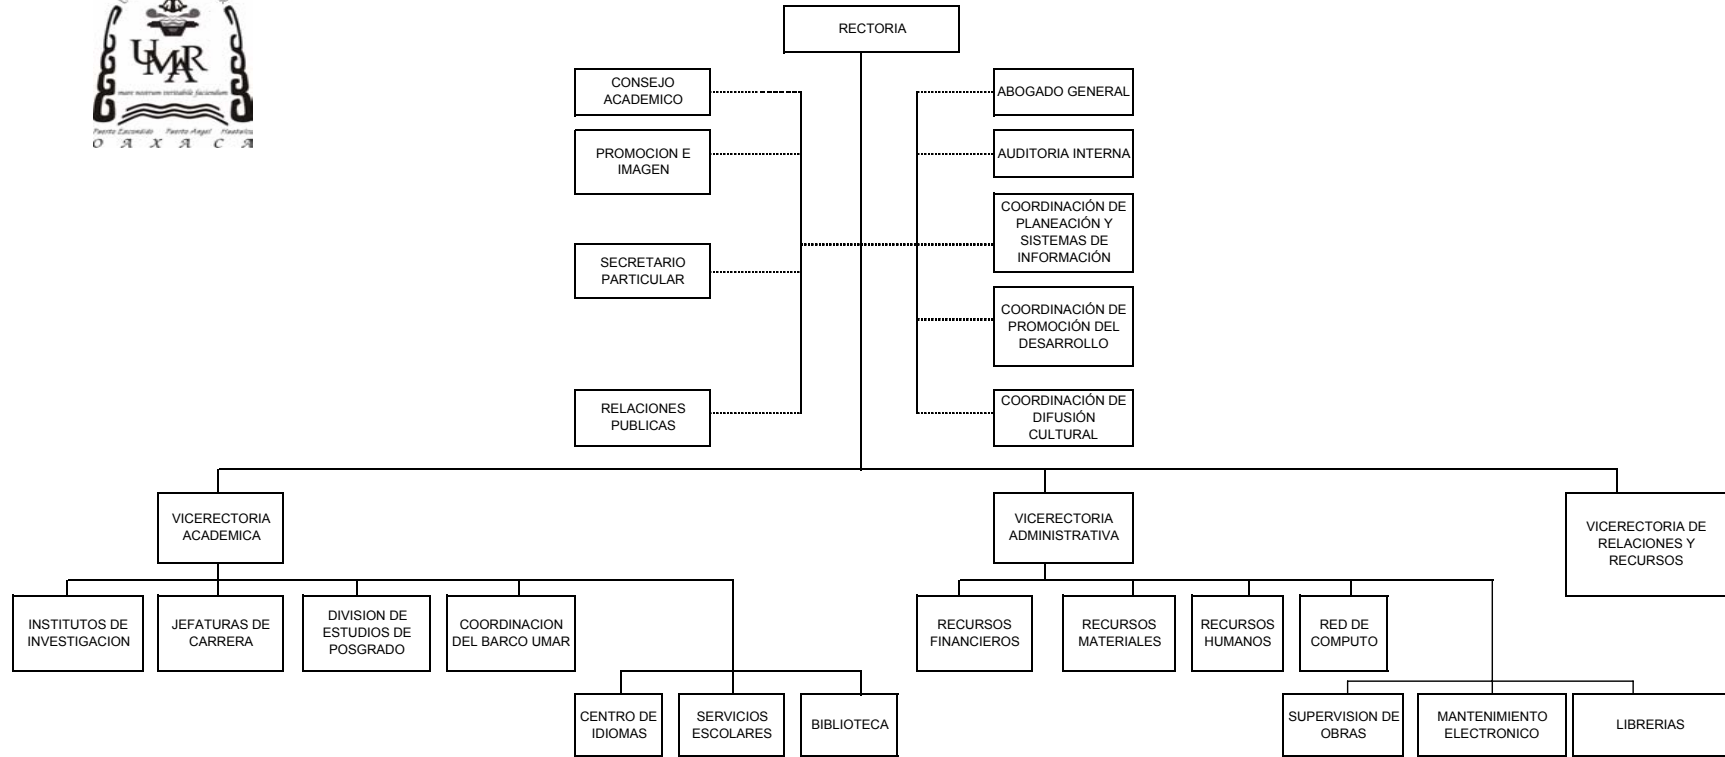 UMAR
mare nostrum veritabile faciendum
Puerto Escondido Puerto Angel Huatulco
OAXACA
RECTORIA
CONSEJO
ACADEMICO
PROMOCION E
IMAGEN
SECRETARIO
PARTICULAR
RELACIONES
PUBLICAS
ABOGADO GENERAL
AUDITORIA INTERNA
COORDINACIÓN DE
PLANEACIÓN Y
SISTEMAS DE
INFORMACIÓN
COORDINACIÓN DE
PROMOCIÓN DEL
DESARROLLO
COORDINACIÓN DE
DIFUSIÓN
CULTURAL
VICERECTORIA
ACADEMICA
VICERECTORIA
ADMINISTRATIVA
VICERECTORIA DE
RELACIONES Y
RECURSOS
INSTITUTOS DE
INVESTIGACION
JEFATURAS DE
CARRERA
DIVISION DE
ESTUDIOS DE
POSGRADO
COORDINACION
DEL BARCO UMAR
CENTRO DE
IDIOMAS
SERVICIOS
ESCOLARES
BIBLIOTECA
RECURSOS
FINANCIEROS
RECURSOS
MATERIALES
RECURSOS
HUMANOS
RED DE
COMPUTO
SUPERVISION DE
OBRAS
MANTENIMIENTO
ELECTRONICO
LIBRERIAS